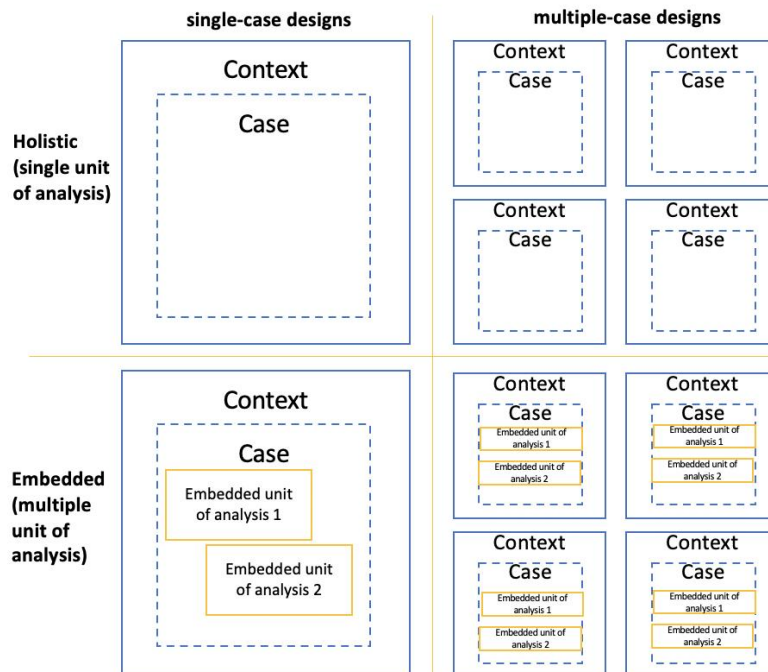 single-case designs
multiple-case designs
Holistic
(single unit
of analysis)
Context
Case
Context
Case
Context
Case
Context
Case
Context
Case
Embedded
(multiple
unit of
analysis)
Context
Case
Embedded unit
of analysis 1
Embedded unit
of analysis 2
Context
Case
Embedded unit of
analysis 1
Embedded unit of
analysis 2
Context
Case
Embedded unit of
analysis 1
Embedded unit of
analysis 2
Context
Case
Embedded unit of
analysis 1
Embedded unit of
analysis 2
Context
Case
Embedded unit of
analysis 1
Embedded unit of
analysis 2